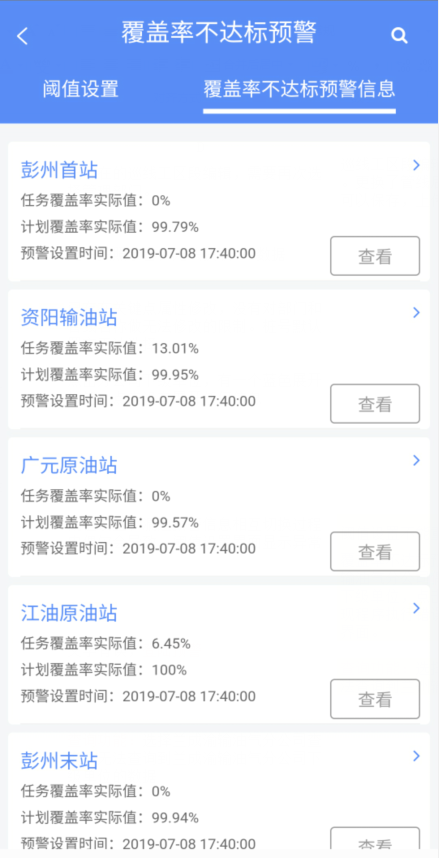 覆盖率不达标预警
阈值设置
覆盖率不达标预警信息
彭州首站
任务覆盖率实际值：0%
计划覆盖率实际值：99.79%
预警设置时间：2019-07-08 17:40:00
查看
资阳输油站
任务覆盖率实际值：13.01%
计划覆盖率实际值：99.95%
预警设置时间：2019-07-08 17:40:00
查看
广元原油站
任务覆盖率实际值：0%
计划覆盖率实际值：99.57%
预警设置时间：2019-07-08 17:40:00
查看
江油原油站
任务覆盖率实际值：6.45%
计划覆盖率实际值：100%
预警设置时间：2019-07-08 17:40:00
查看
彭州末站
任务覆盖率实际值：0%
计划覆盖率实际值：99.94%
预警设置时间：2019-07-08 17:40:00
查看